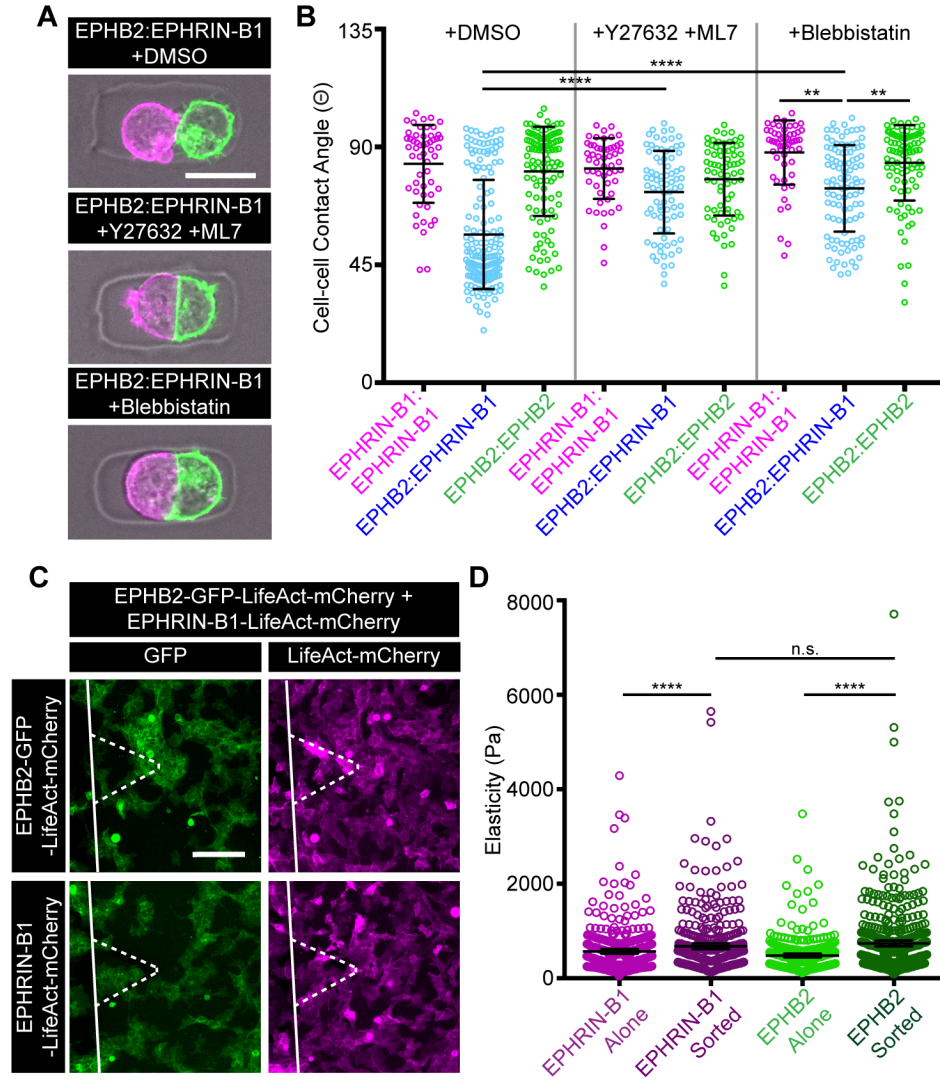 A
EPHB2:EPHRIN-B1
+DMSO
EPHB2:EPHRIN-B1
+Y27632 +ML7
EPHB2:EPHRIN-B1
+Blebbistatin
B
+DMSO
+Y27632 +ML7
+Blebbistatin
Cell-cell Contact Angle (Θ)
135
90
45
0
****
****
**
**
EPHRIN-B1:
EPHRIN-B1
EPHB2:EPHRIN-B1
EPHB2:EPHB2
EPHRIN-B1:
EPHRIN-B1
EPHB2:EPHRIN-B1
EPHB2:EPHB2
EPHRIN-B1:
EPHRIN-B1
EPHB2:EPHRIN-B1
EPHB2:EPHB2
C
EPHB2-GFP-LifeAct-mCherry +
EPHRIN-B1-LifeAct-mCherry
GFP
LifeAct-mCherry
EPHB2-GFP
-LifeAct-mCherry
EPHRIN-B1
-LifeAct-mCherry
D
Elasticity (Pa)
8000
6000
4000
2000
0
n.s.
****
****
EPHRIN-B1
Alone
EPHRIN-B1
Sorted
EPHB2
Alone
EPHB2
Sorted